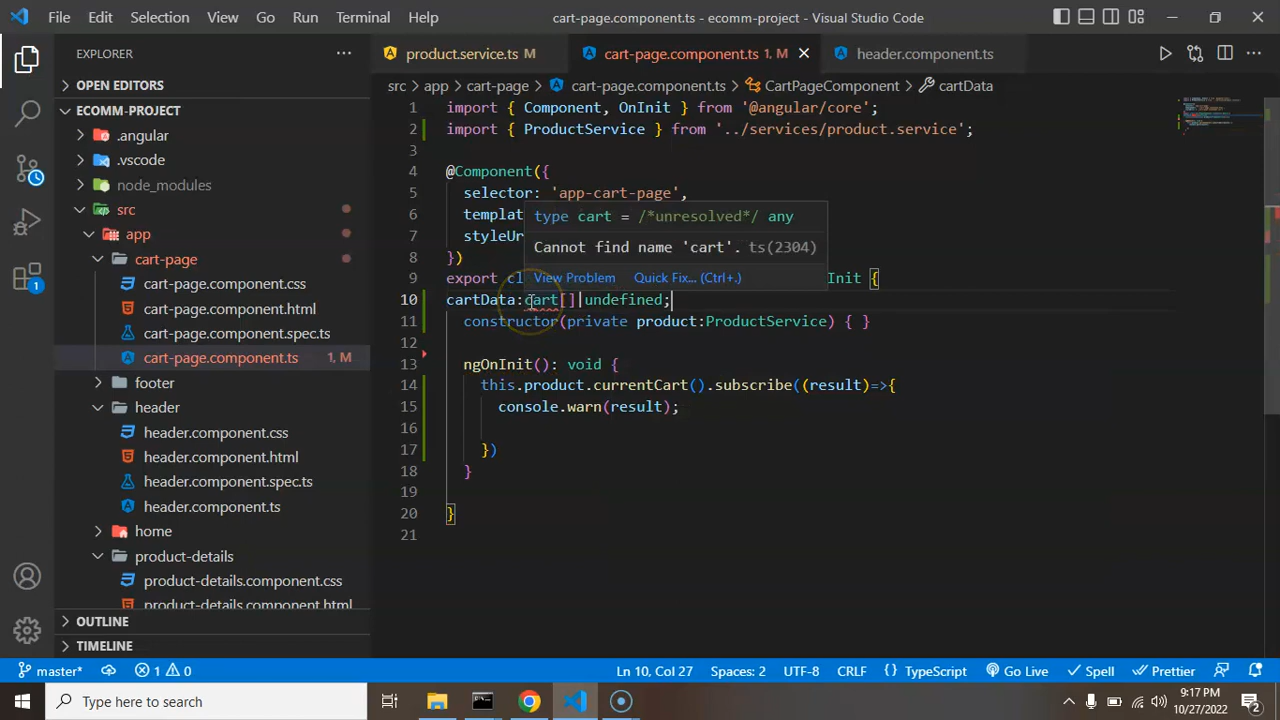 File Edit Selection View Go Run Terminal Help cart-page.component.ts - ecomm-project - Visual Studio Code
EXPLORER
OPEN EDITORS
ECOMM-PROJECT
.angular
.vscode
node_modules
src
app
cart-page
cart-page.component.css
cart-page.component.html
cart-page.component.spec.ts
cart-page.component.ts 1, M
footer
header
header.component.css
header.component.html
header.component.spec.ts
header.component.ts
home
product-details
product-details.component.css
product-details.component.html
OUTLINE
TIMELINE
product.service.ts M cart-page.component.ts 1, M header.component.ts
src > app > cart-page > cart-page.component.ts > CartPageComponent > cartData
1 import { Component, OnInit } from '@angular/core';
2 import { ProductService } from '../services/product.service';
3
4 @Component({
5 selector: 'app-cart-page',
6 templat
7 styleUr
8 })
9 export cl Init {
type cart = /*unresolved*/ any
Cannot find name 'cart'. ts(2304)
View Problem Quick Fix... (Ctrl+.)
10 cartData:cart[]|undefined;
11 constructor(private product:ProductService) { }
12
13 ngOnInit(): void {
14 this.product.currentCart().subscribe((result)=>{
15 console.warn(result);
16
17 })
18 }
19
20 }
21
master* 1 0 Ln 10, Col 27 Spaces: 2 UTF-8 CRLF { } TypeScript Go Live Spell Prettier
Type here to search 9:17 PM
10/27/2022 2